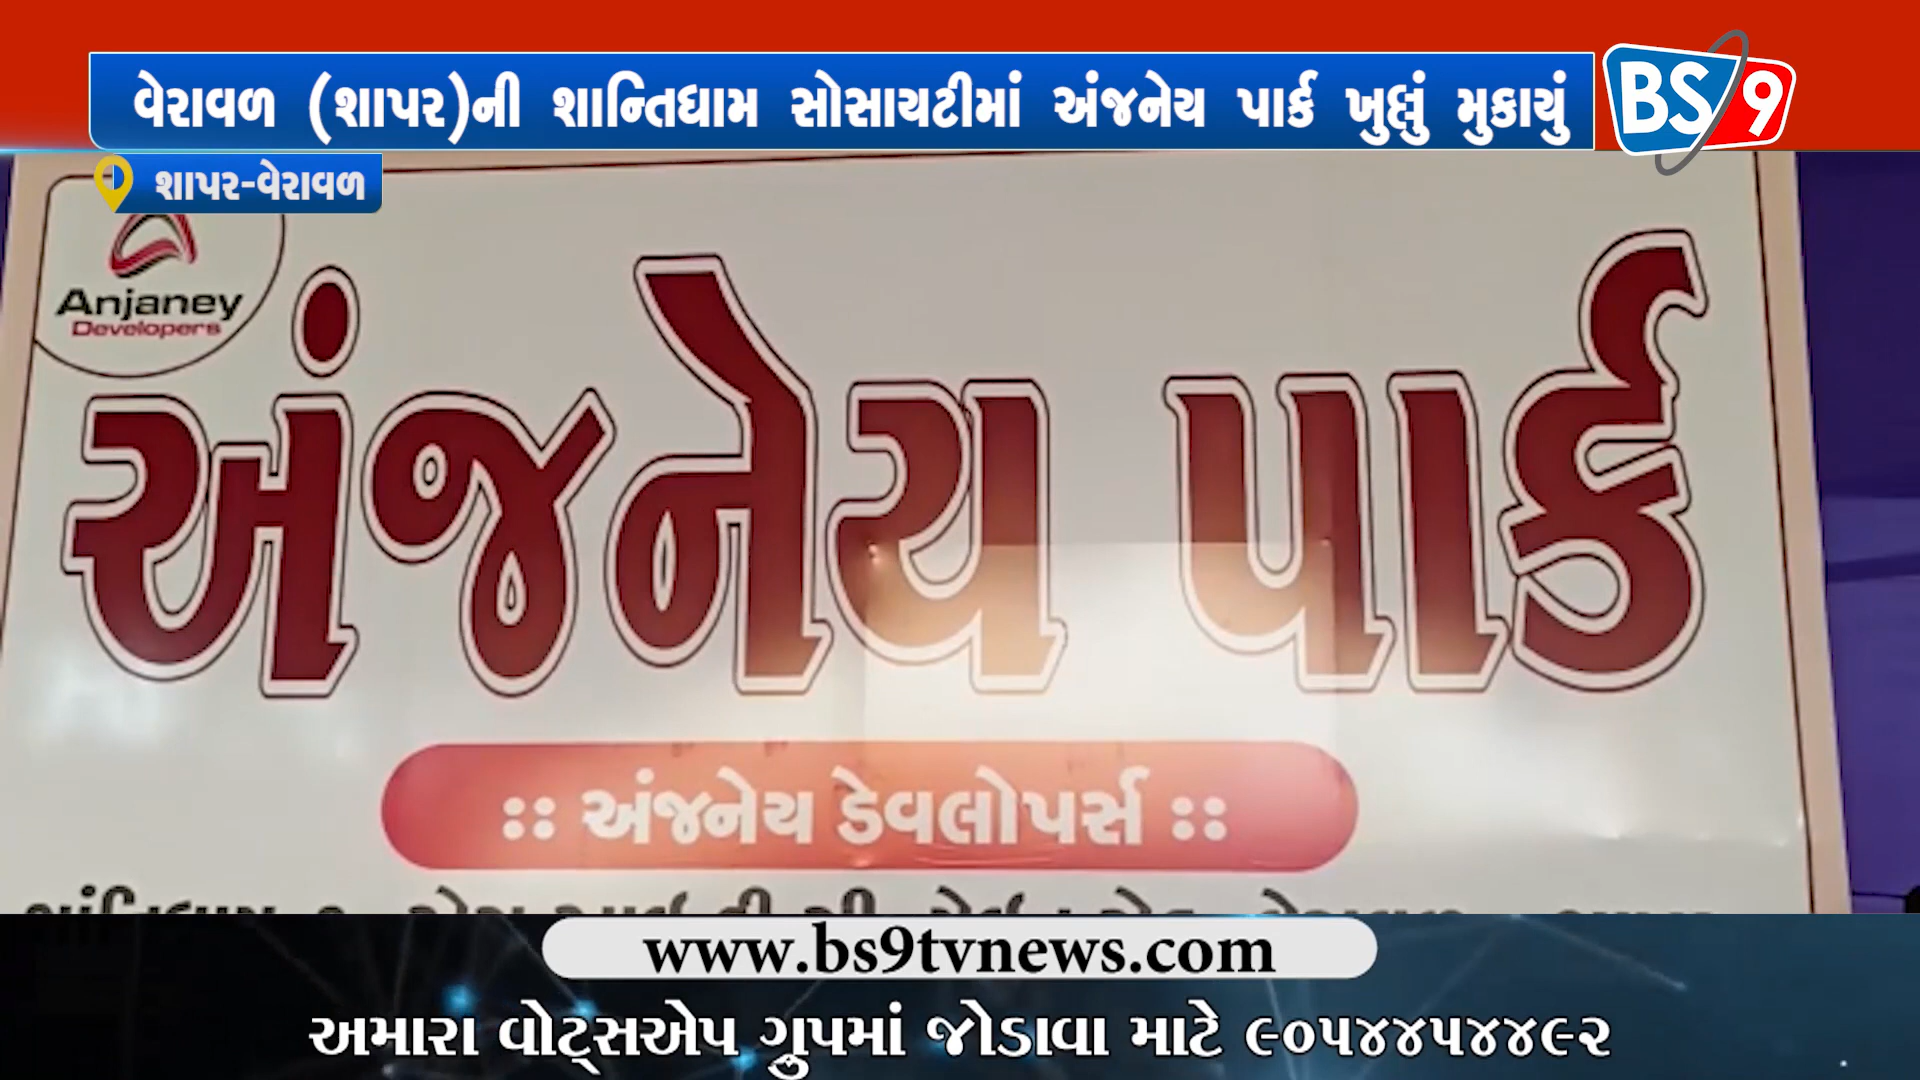 વેરાવળ (શાપર)ની શાન્તિધામ સોસાયટીમાં અંજનેય પાર્ક ખુલ્લું મુકાયું
BS9
શાપર-વેરાવળ
Anjaney
Developers
અંજનેય પાર્ક
:: અંજનેય ડેવલોપર્સ ::
www.bs9tvnews.com
અમારા વોટ્સએપ ગ્રુપમાં જોડાવા માટે ૯૦૫૪૪૫૪૪૯૨